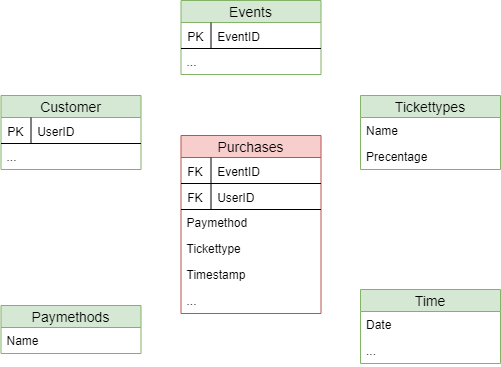 Events
PK EventID
...
Customer
PK UserID
...
Tickettypes
Name
Precentage
Purchases
FK EventID
FK UserID
Paymethod
Tickettype
Timestamp
...
Paymethods
Name
Time
Date
...